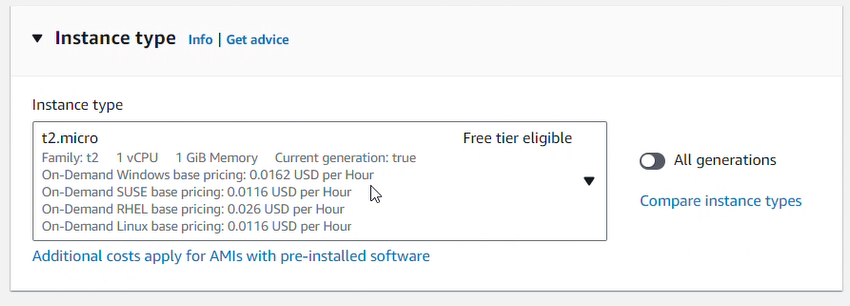 Instance type Info | Get advice
Instance type
t2.micro Free tier eligible
Family: t2 1 vCPU 1 GiB Memory Current generation: true
On-Demand Windows base pricing: 0.0162 USD per Hour
On-Demand SUSE base pricing: 0.0116 USD per Hour
On-Demand RHEL base pricing: 0.026 USD per Hour
On-Demand Linux base pricing: 0.0116 USD per Hour
All generations
Compare instance types
Additional costs apply for AMIs with pre-installed software